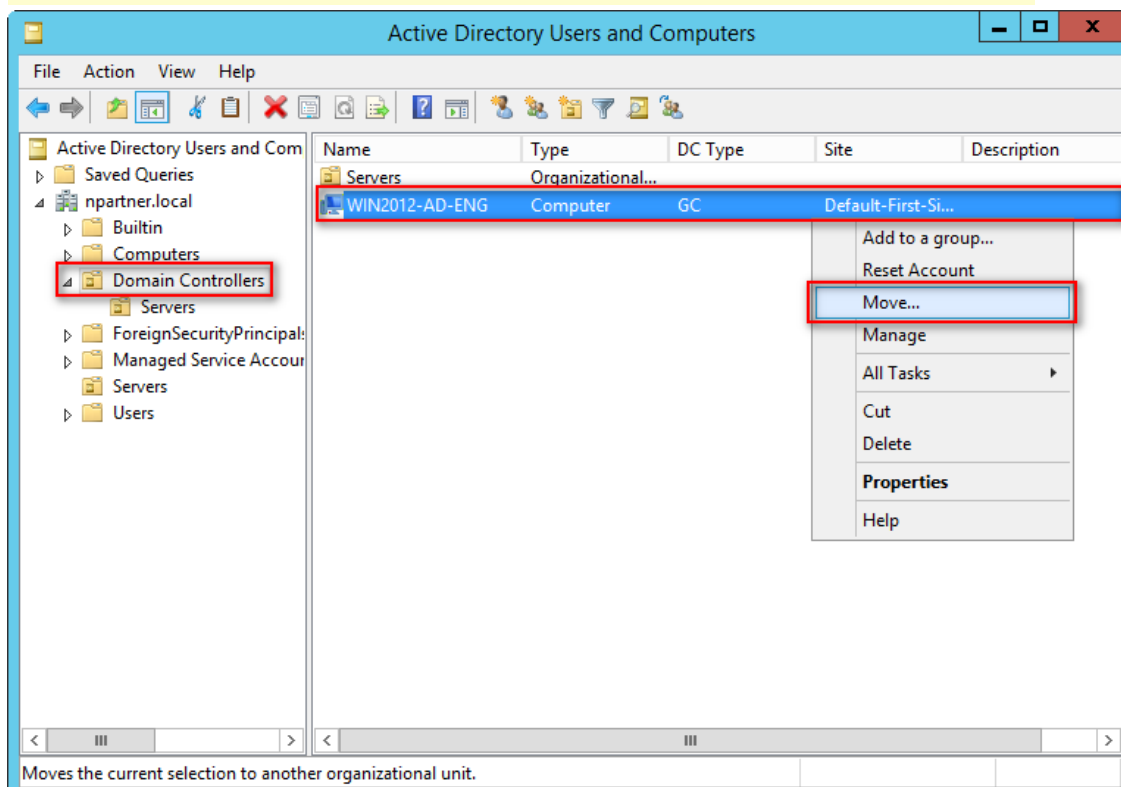 Active Directory Users and Computers
File Action View Help
Active Directory Users and Com
Saved Queries
npartner.local
Builtin
Computers
Domain Controllers
Servers
ForeignSecurityPrincipal:
Managed Service Accour
Servers
Users
Name Type DC Type Site Description
Servers Organizational...
WIN2012-AD-ENG Computer GC Default-First-Si...
Add to a group...
Reset Account
Move...
Manage
All Tasks
Cut
Delete
Properties
Help
Moves the current selection to another organizational unit.